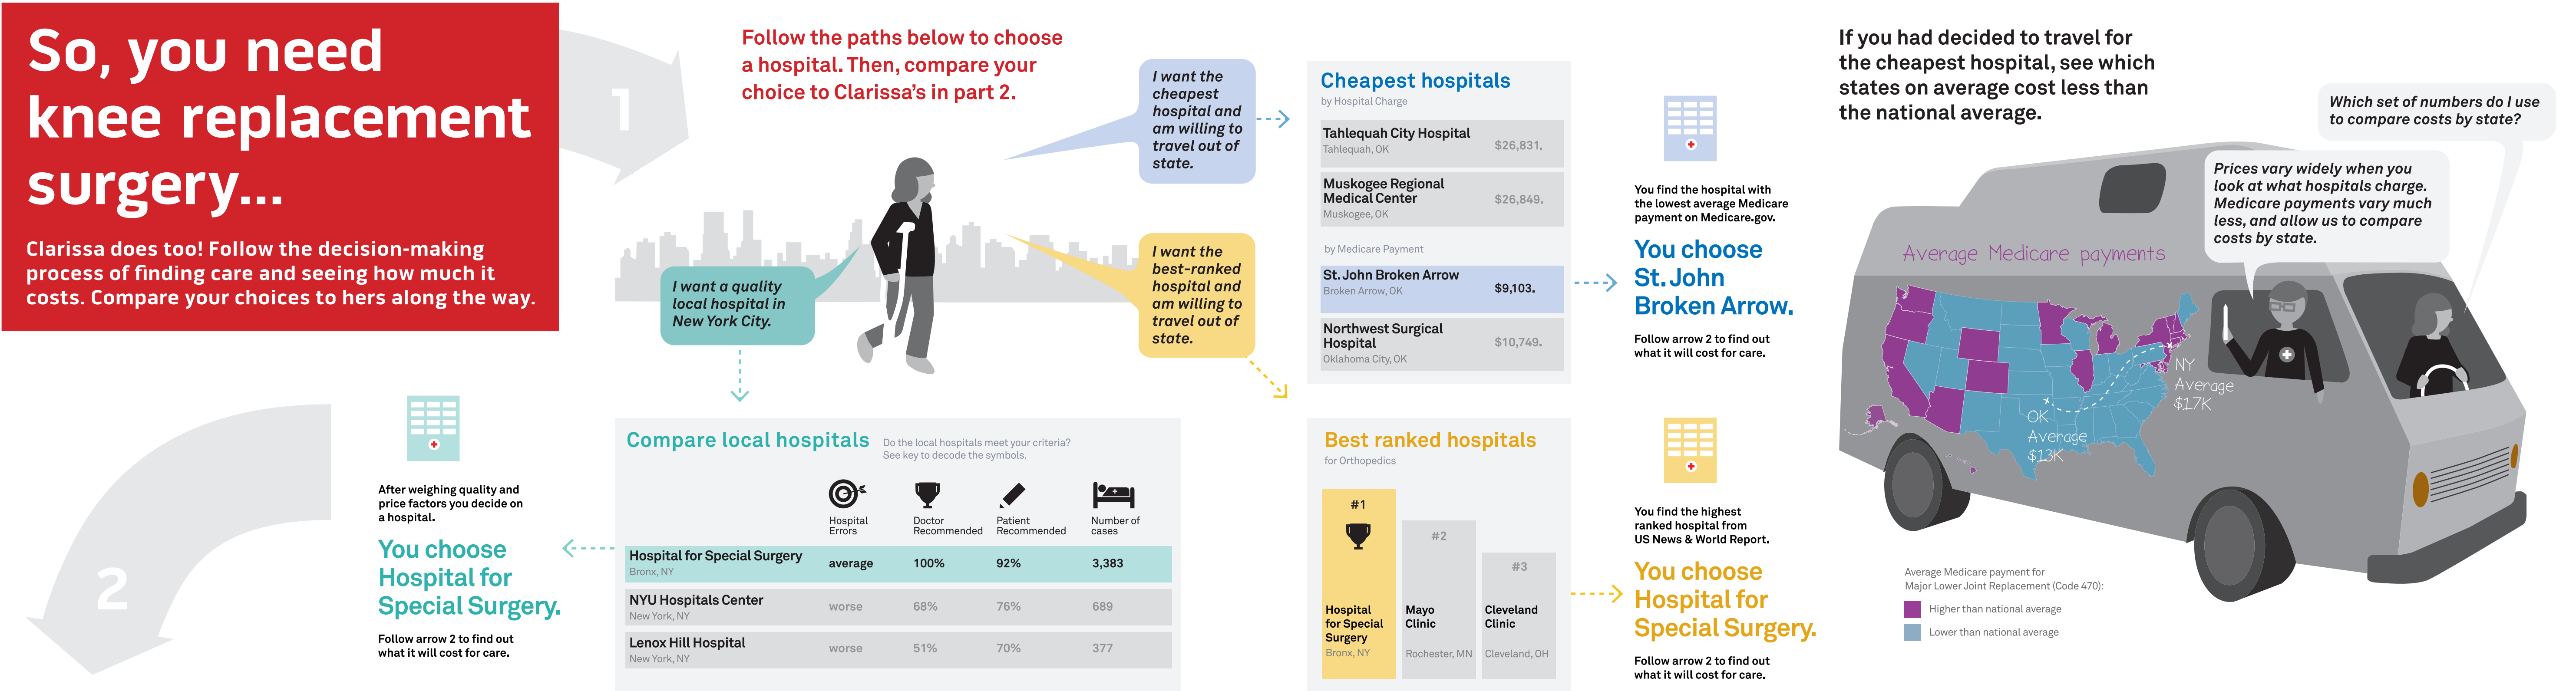 So, you need
knee replacement
surgery...
Clarissa does too! Follow the decision-making
process of finding care and seeing how much it
costs. Compare your choices to hers along the way.
1
Follow the paths below to choose
a hospital. Then, compare your
choice to Clarissa's in part 2.
I want the
cheapest
hospital and
am willing to
travel out of
state.
I want the
best-ranked
hospital and
am willing to
travel out of
state.
I want a quality
local hospital in
New York City.
Cheapest hospitals
by Hospital Charge
Tahlequah City Hospital
Tahlequah, OK
$26,831.
Muskogee Regional
Medical Center
Muskogee, OK
$26,849.
by Medicare Payment
St. John Broken Arrow
Broken Arrow, OK
$9,103.
Northwest Surgical
Hospital
Oklahoma City, OK
$10,749.
You find the hospital with
the lowest average Medicare
payment on Medicare.gov.
You choose
St. John
Broken Arrow.
Follow arrow 2 to find out
what it will cost for care.
Compare local hospitals
Do the local hospitals meet your criteria?
See key to decode the symbols.
Hospital
Errors
Doctor
Recommended
Patient
Recommended
Number of
cases
Hospital for Special Surgery
Bronx, NY
average
100%
92%
3,383
NYU Hospitals Center
New York, NY
worse
68%
76%
689
Lenox Hill Hospital
New York, NY
worse
51%
70%
377
After weighing quality and
price factors you decide on
a hospital.
You choose
Hospital for
Special Surgery.
Follow arrow 2 to find out
what it will cost for care.
2
Best ranked hospitals
for Orthopedics
#1
Hospital
for Special
Surgery
Bronx, NY
#2
Mayo
Clinic
Rochester, MN
#3
Cleveland
Clinic
Cleveland, OH
You find the highest
ranked hospital from
US News & World Report.
You choose
Hospital for
Special Surgery.
Follow arrow 2 to find out
what it will cost for care.
If you had decided to travel for
the cheapest hospital, see which
states on average cost less than
the national average.
Which set of numbers do I use
to compare costs by state?
Prices vary widely when you
look at what hospitals charge.
Medicare payments vary much
less, and allow us to compare
costs by state.
Average Medicare payments
NY
Average
$17K
OK
Average
$13K
Average Medicare payment for
Major Lower Joint Replacement (Code 470):
Higher than national average
Lower than national average